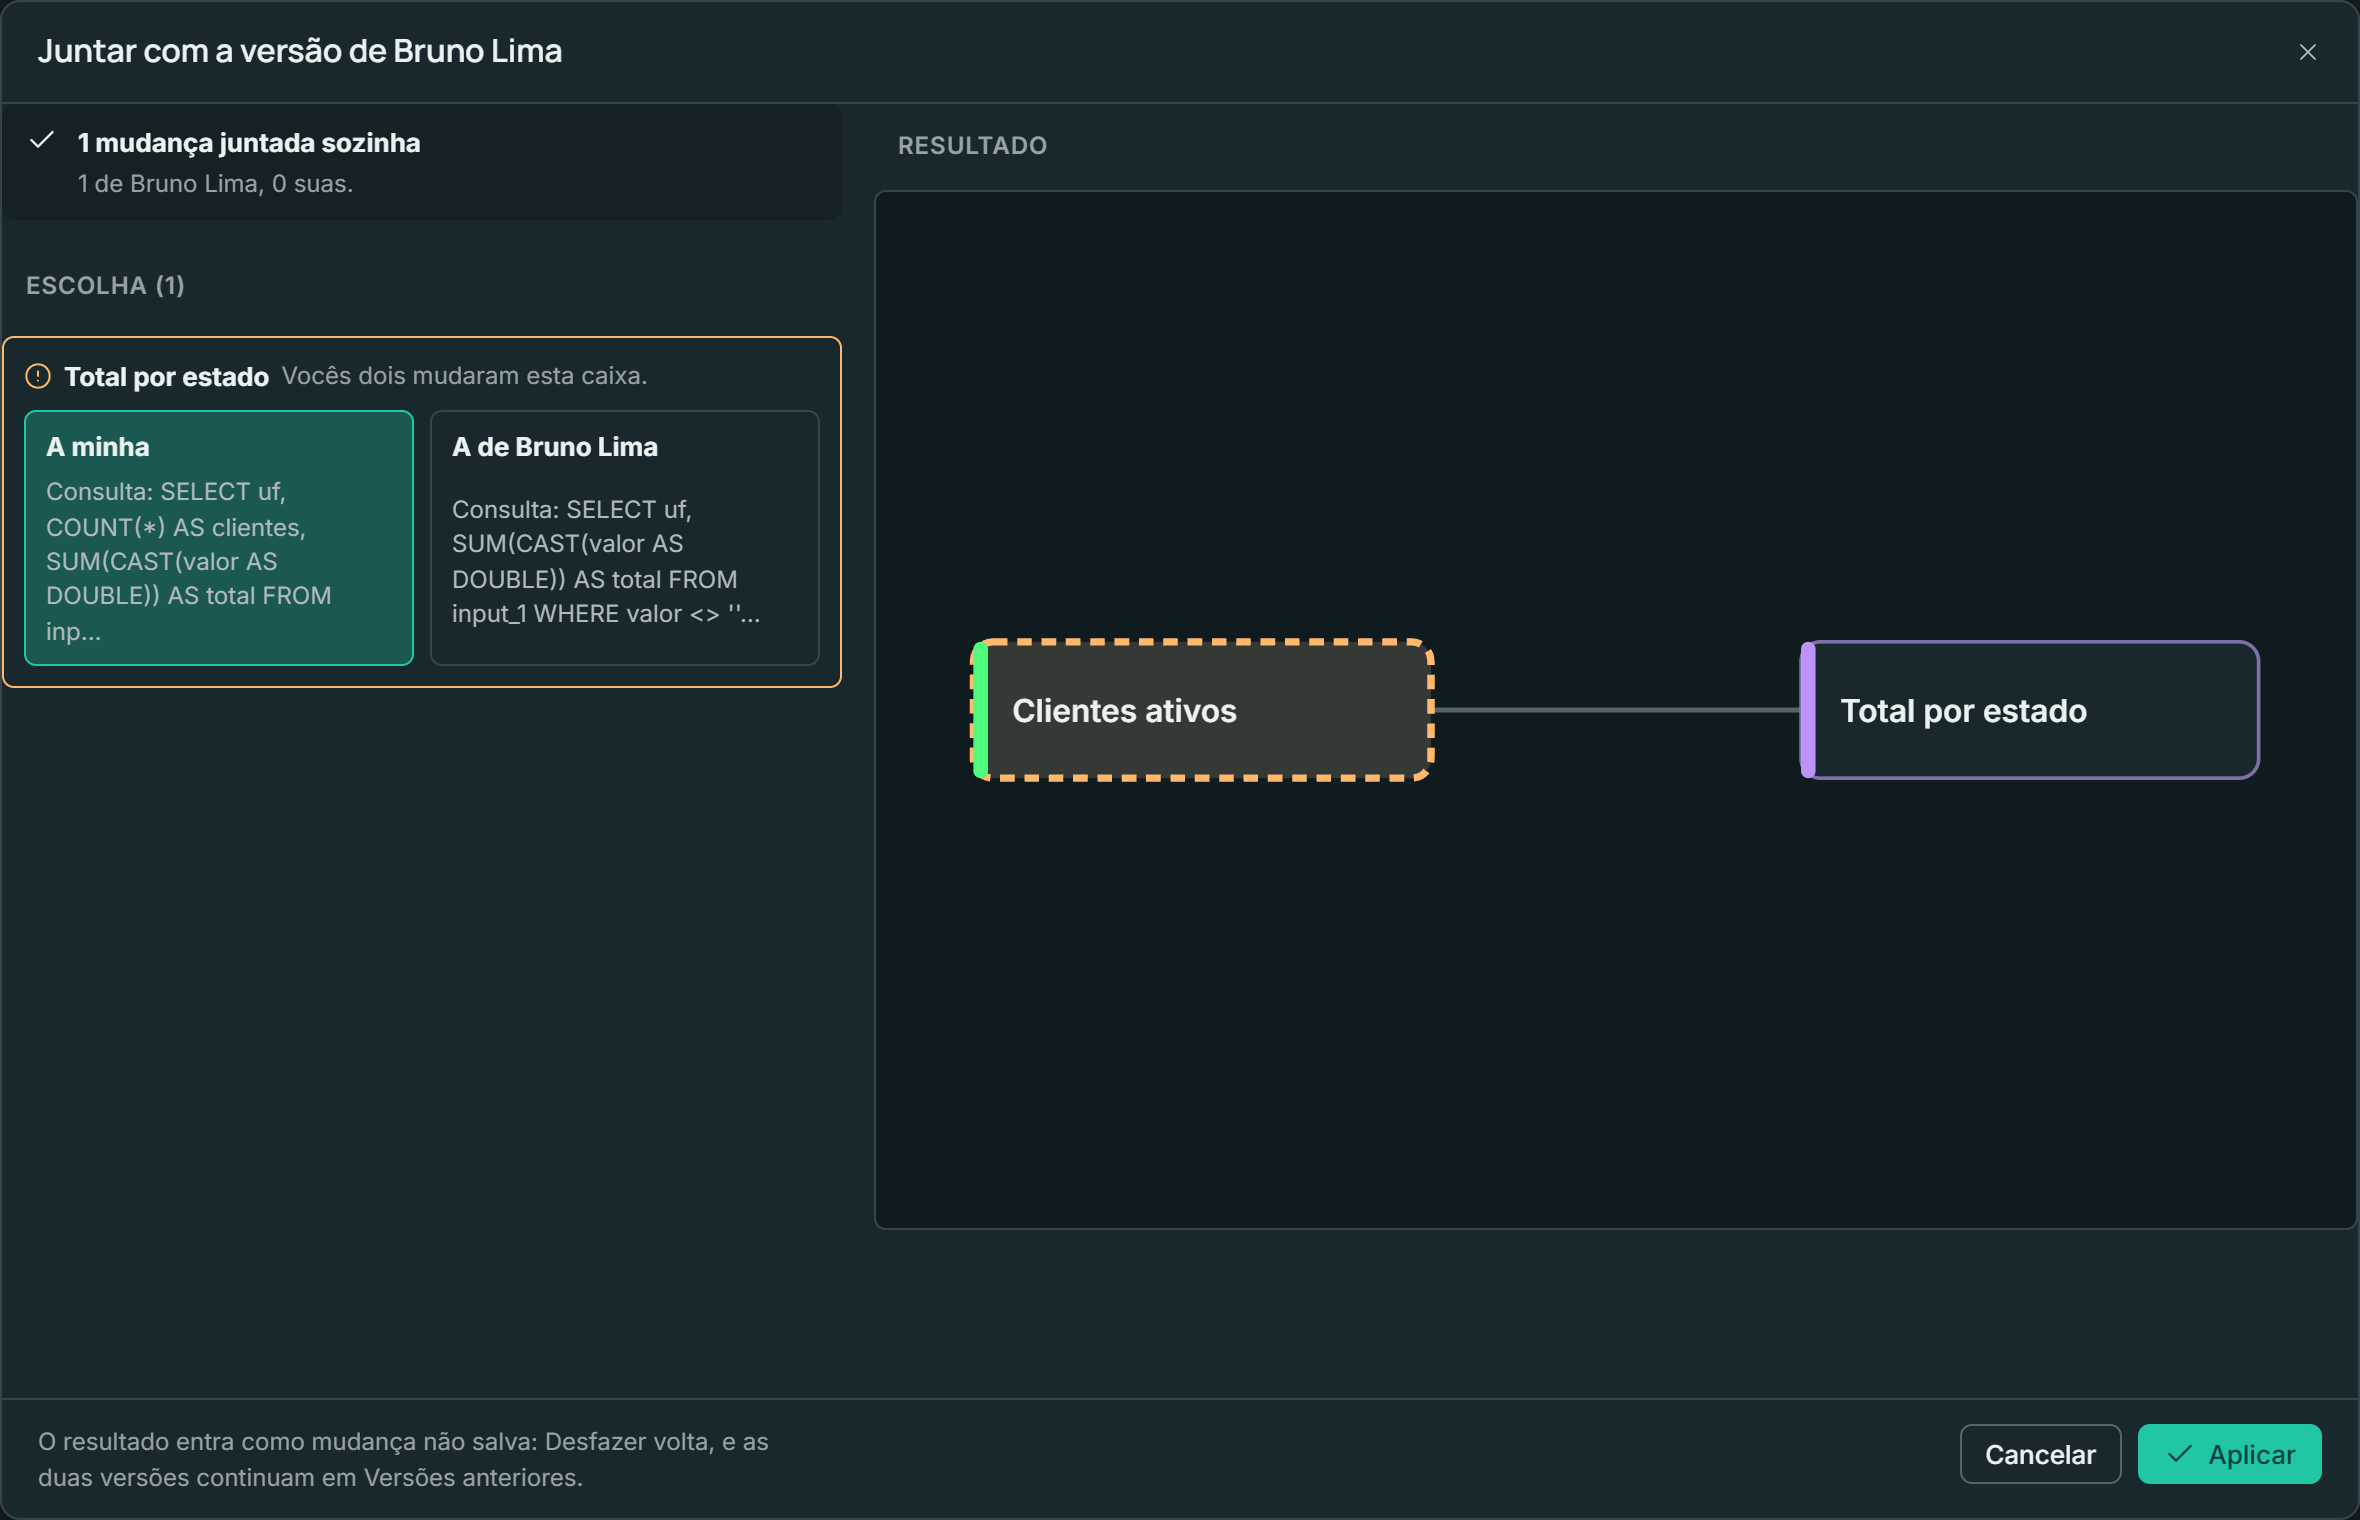 Juntar com a versão de Bruno Lima
1 mudança juntada sozinha
1 de Bruno Lima, 0 suas.
ESCOLHA (1)
Total por estado Vocês dois mudaram esta caixa.
A minha
Consulta: SELECT uf,
COUNT(*) AS clientes,
SUM(CAST(valor AS
DOUBLE)) AS total FROM
inp...
A de Bruno Lima
Consulta: SELECT uf,
SUM(CAST(valor AS
DOUBLE)) AS total FROM
input_1 WHERE valor <> ''...
RESULTADO
Clientes ativos
Total por estado
O resultado entra como mudança não salva: Desfazer volta, e as
duas versões continuam em Versões anteriores.
Cancelar
Aplicar